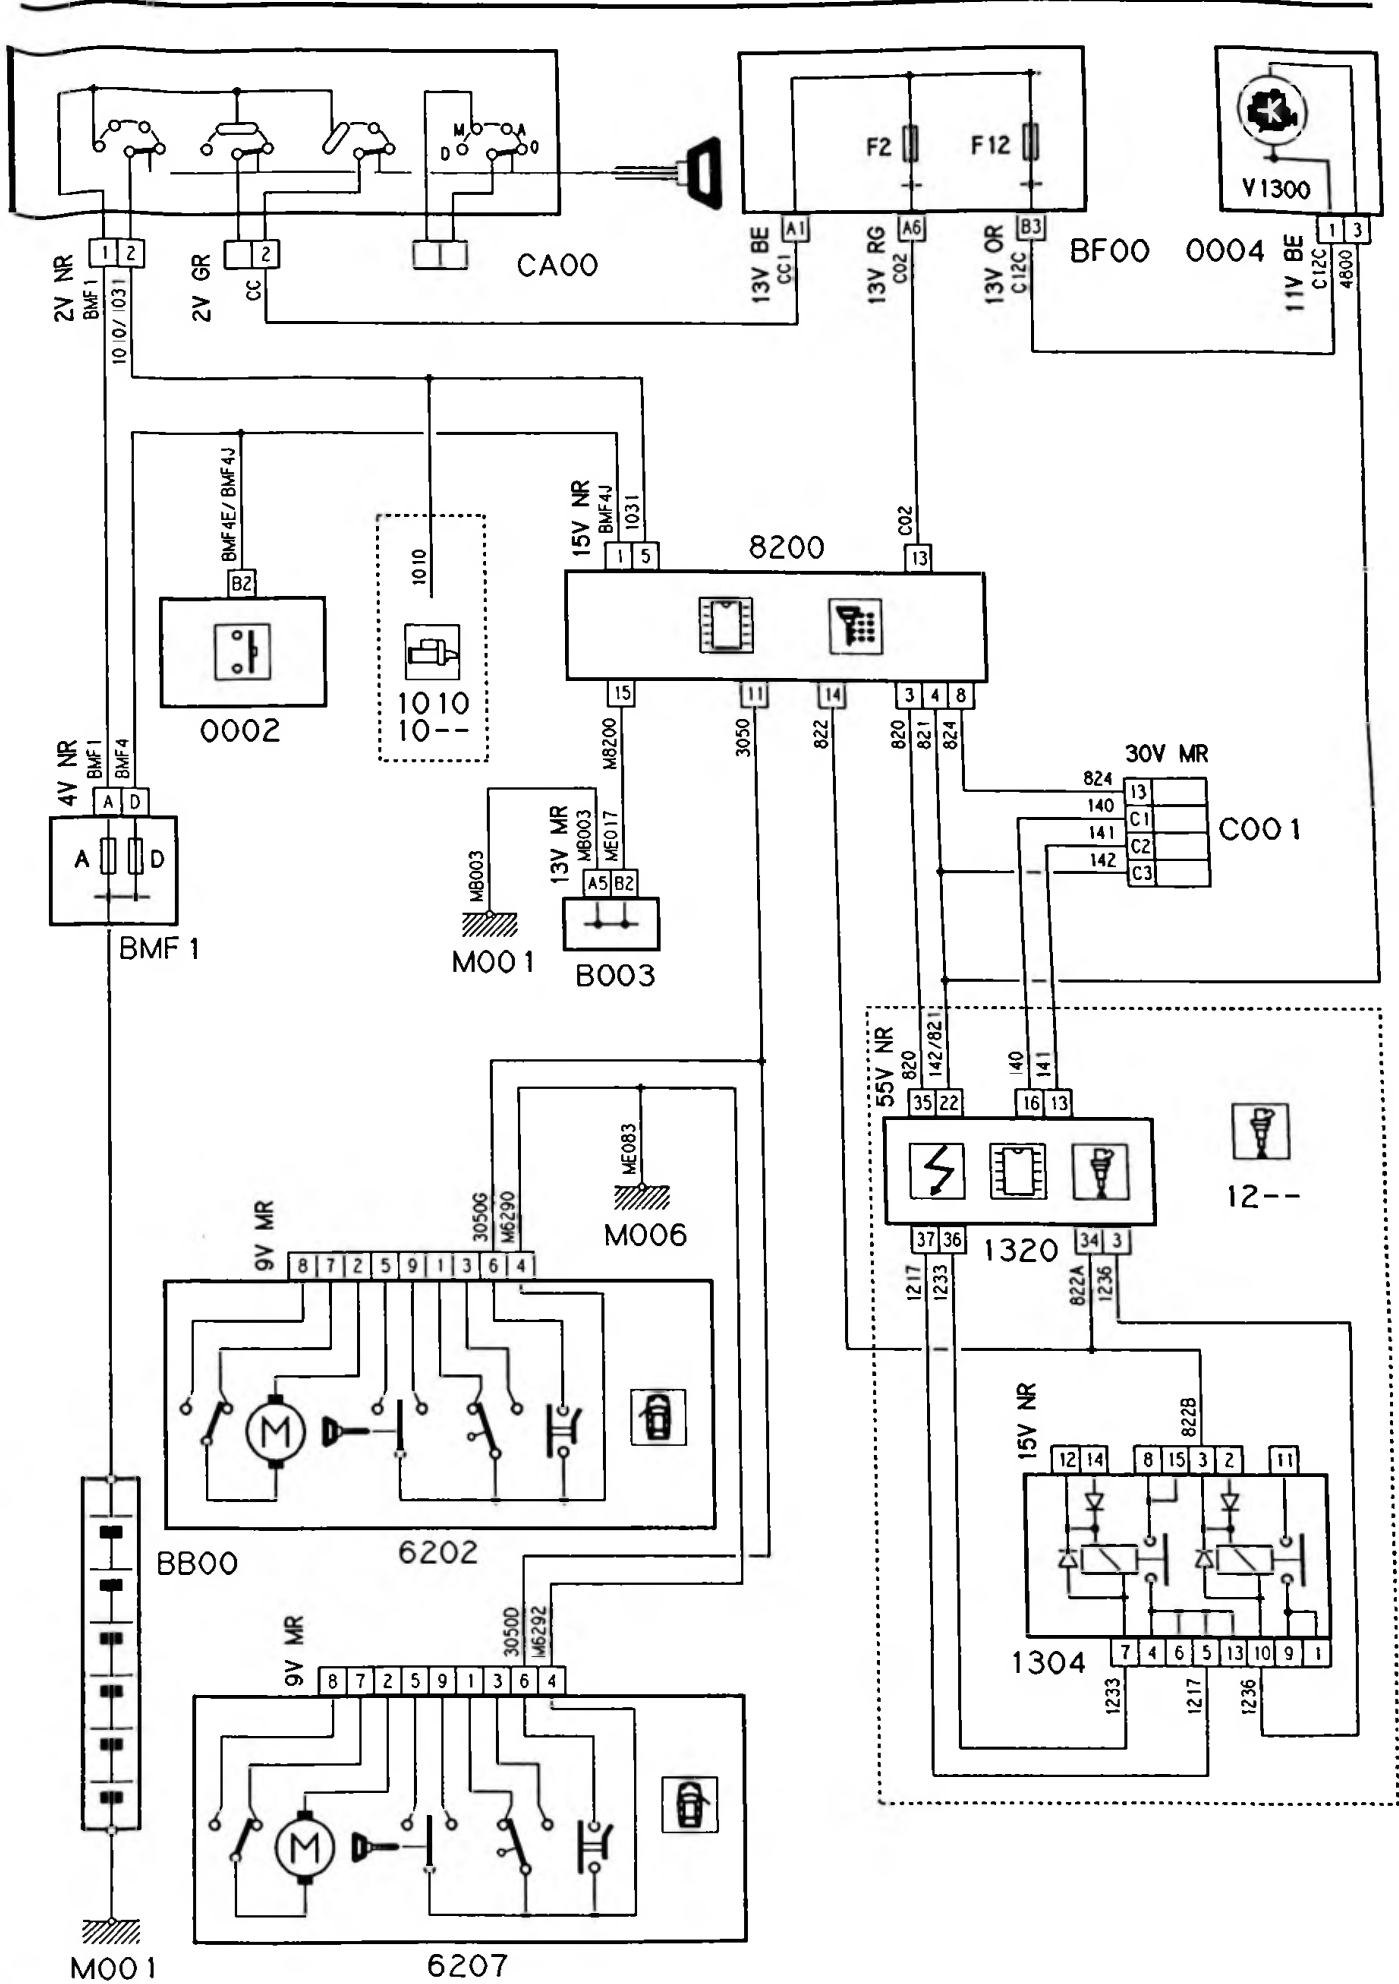 M A
D O
F2
F12
K
V1300
1 2
2
A1
A6
B3
1 3
CA00
BF00
0004
2V NR
BMF1
1010/1031
2V GR
CC
13V BE
CC1
13V RG
C02
13V OR
C12C
11V BE
C12C
4800
BMF4E/BMF4J
B2
0002
1010
1010
10--
15V NR
BMF4J
1031
C02
1 5
8200
13
15
11
14
3 4 8
M8200
3050
822
820
821
824
30V MR
824
13
140
C1
141
C2
142
C3
C001
4V NR
BMF1
BMF4
A D
A D
BMF1
MB003
13V MR
MB003
ME017
A5 B2
M001
B003
55V NR
820
142/821
140
141
35 22
16 13
12--
37 36
1320
34 3
1217
1233
822A
1236
ME083
M006
9V MR
3050G
M6290
8 7 2 5 9 1 3 6 4
M
6202
BB00
15V NR
822B
12 14
8 15 3 2
11
1304
7 4 6 5 13 10 9 1
1233
1217
1236
9V MR
3050D
M6292
8 7 2 5 9 1 3 6 4
M
6207
M001